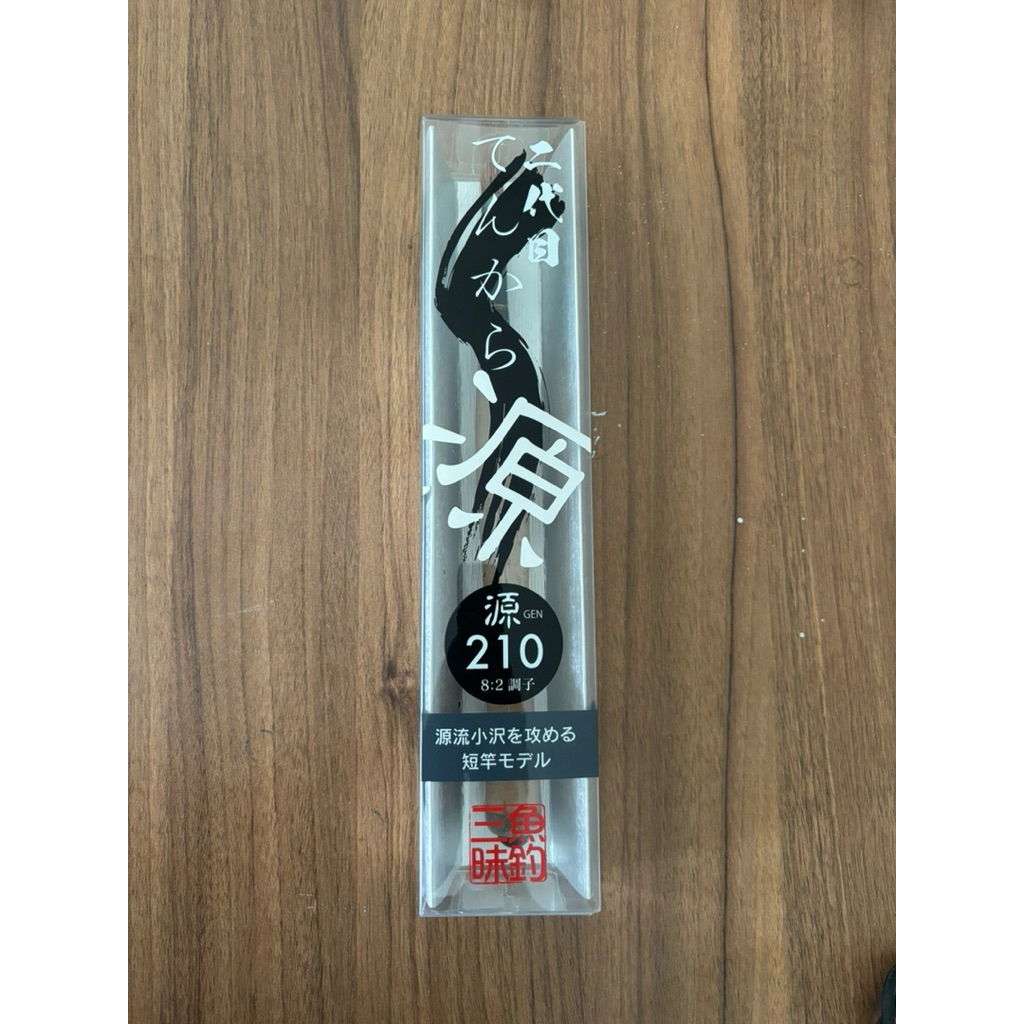 二代目
てんから
源
源 GEN
210
8:2 調子
源流小沢を攻める
短竿モデル
魚釣
三昧